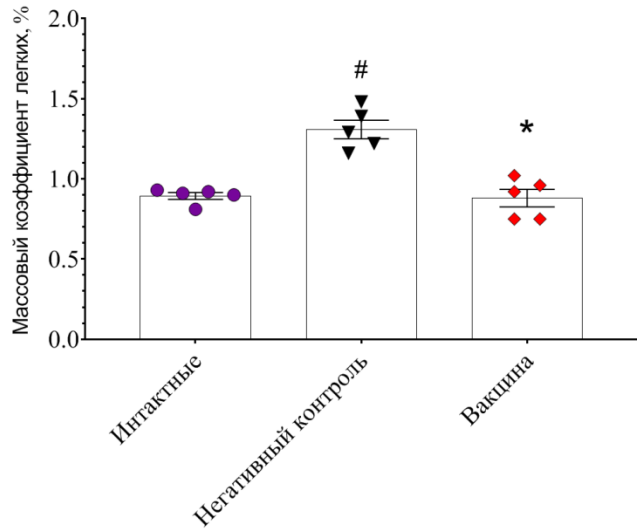 Массовый коэффициент легких, %
2.0
1.5
1.0
0.5
0.0
#
*
Интактные
Негативный контроль
Вакцина